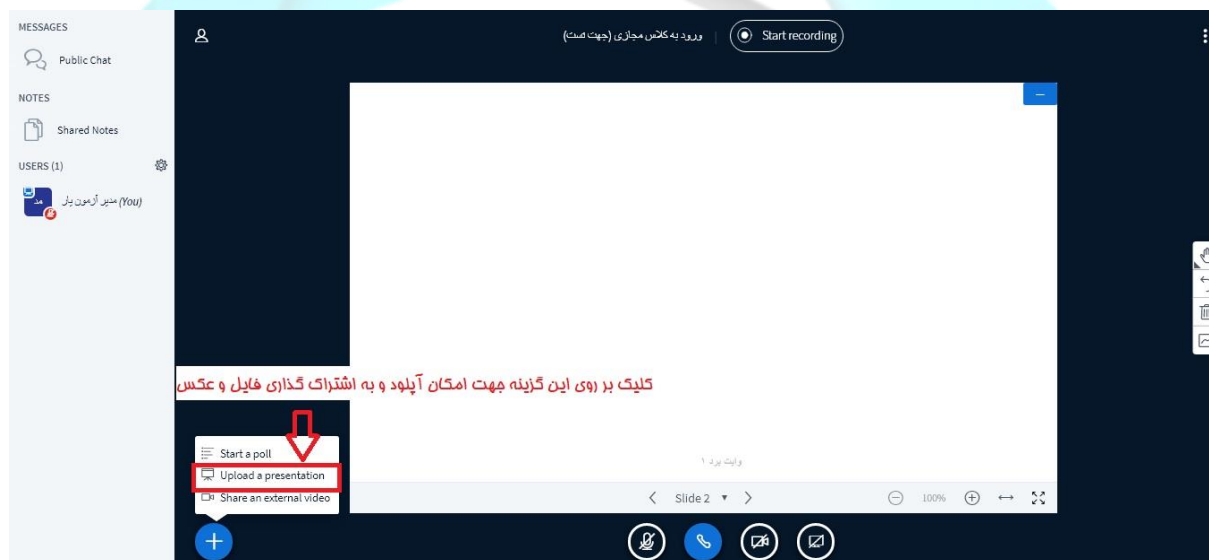 MESSAGES
Public Chat
NOTES
Shared Notes
USERS (1)
مدیر آزمون یار (You)
مد
ورود به کلاس مجازی (جهت تست)
Start recording
کلیک بر روی این گزینه جهت امکان آپلود و به اشتراک گذاری فایل و عکس
Start a poll
Upload a presentation
Share an external video
وایت برد ۱
Slide 2
100%